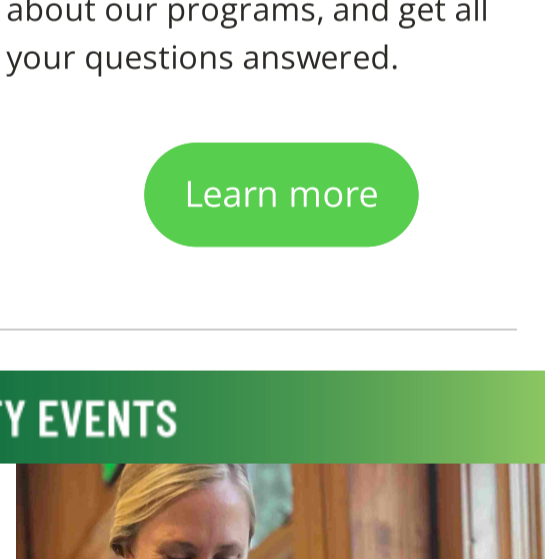 about our programs, and get all
your questions answered.
Learn more
Y EVENTS